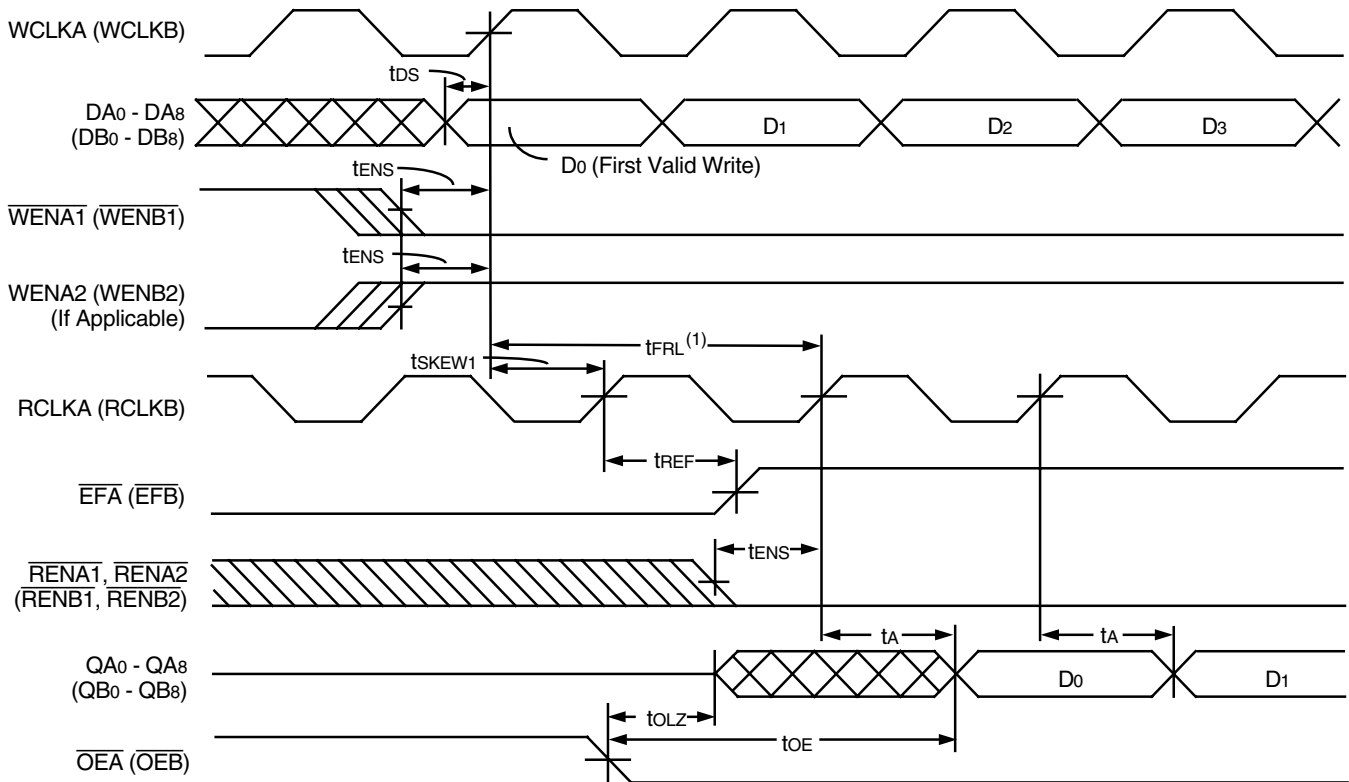 WCLKA (WCLKB)
tDS
DA0 - DA8
(DB0 - DB8)
D1
D2
D3
D0 (First Valid Write)
tENS
WENA1 (WENB1)
tENS
WENA2 (WENB2)
(If Applicable)
tFRL(1)
tSKEW1
RCLKA (RCLKB)
tREF
EFA (EFB)
tENS
RENA1, RENA2
(RENB1, RENB2)
tA
tA
QA0 - QA8
(QB0 - QB8)
D0
D1
tOLZ
tOE
OEA (OEB)